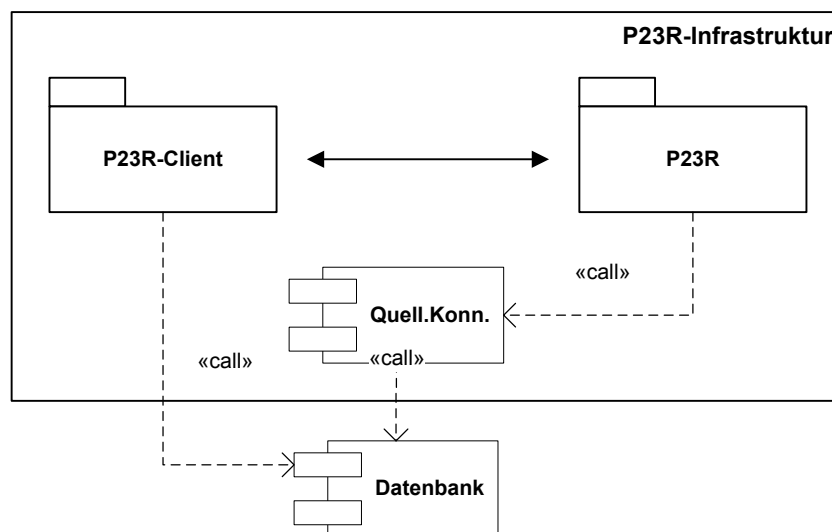 P23R-Infrastruktur
P23R-Client
P23R
«call»
Quell.Konn.
«call»
«call»
Datenbank